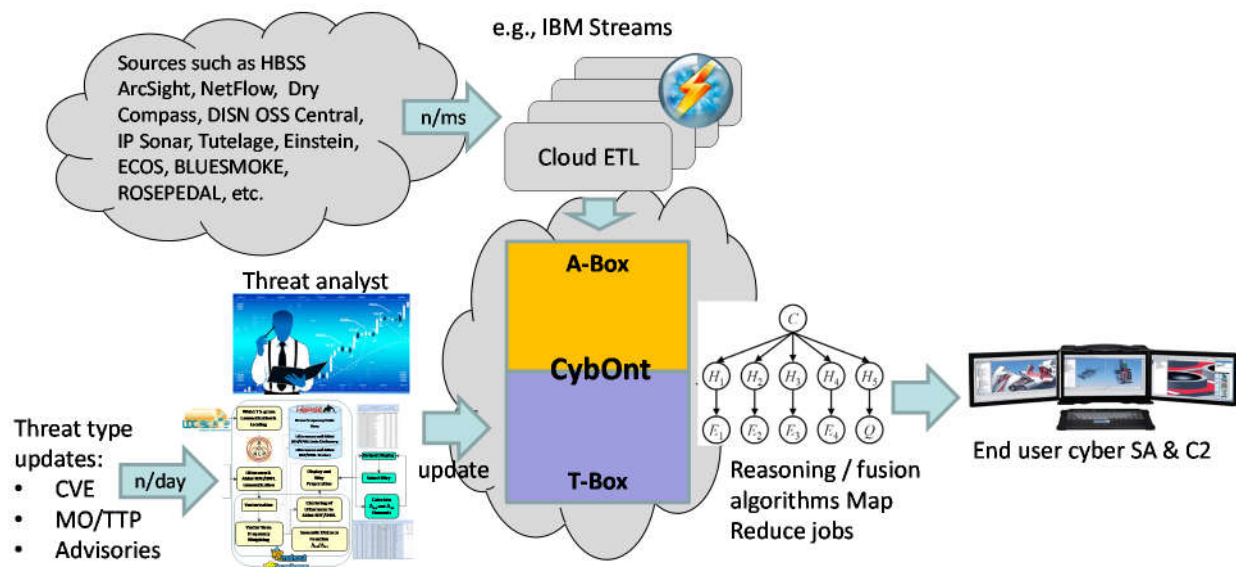 e.g., IBM Streams
Sources such as HBSS
ArcSight, NetFlow, Dry
Compass, DISN OSS Central,
IP Sonar, Tutelage, Einstein,
ECOS, BLUESMOKE,
ROSEPEDAL, etc.
n/ms
Cloud ETL
Threat analyst
A-Box
CybOnt
T-Box
C
H1 H2 H3 H4 H5
E1 E2 E3 E4 Q
Threat type
updates:
• CVE
• MO/TTP
• Advisories
n/day
update
Reasoning / fusion
algorithms Map
Reduce jobs
End user cyber SA & C2